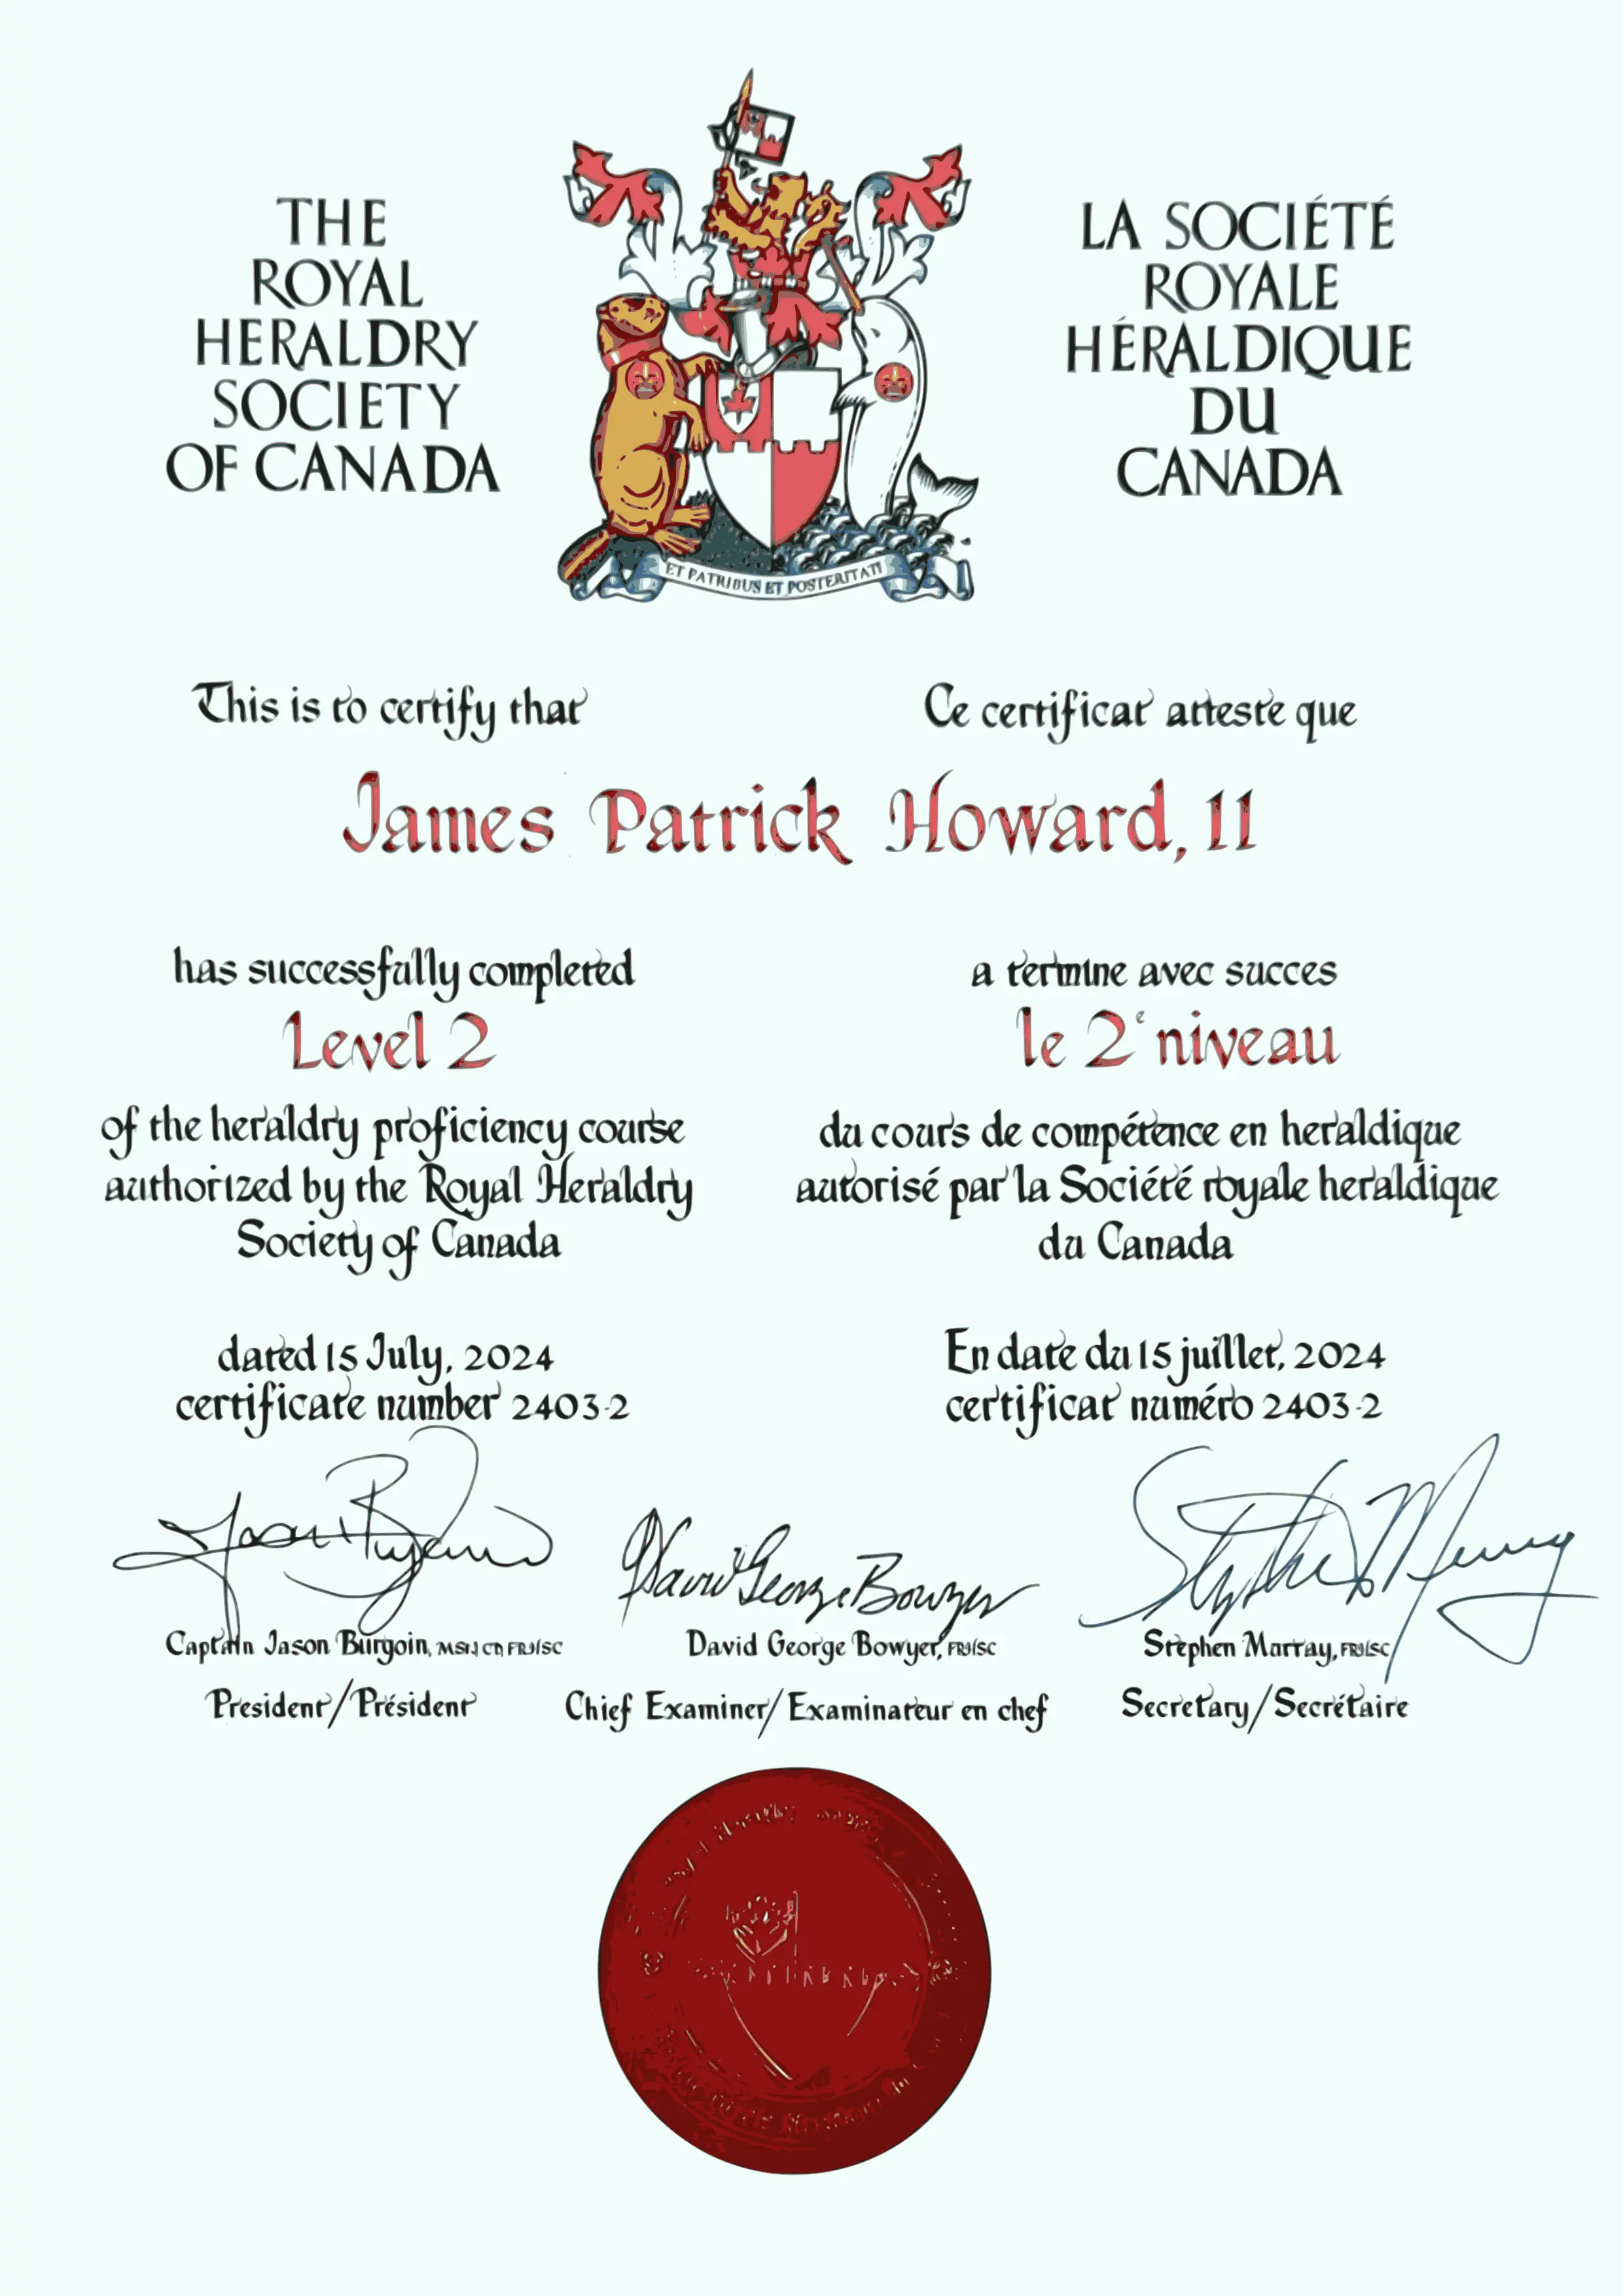 THE
ROYAL
HERALDRY
SOCIETY
OF CANADA
LA SOCIÉTÉ
ROYALE
HÉRALDIQUE
DU
CANADA
ET PATRIBUS ET POSTERITATI
This is to certify that
Ce certificat atteste que
James Patrick Howard, II
has successfully completed
Level 2
of the heraldry proficiency course
authorized by the Royal Heraldry
Society of Canada
a termine avec succes
le 2e niveau
du cours de compétence en heraldique
autorisé par la Société royale heraldique
du Canada
dated 15 July, 2024
certificate number 2403-2
En date du 15 juillet, 2024
certificat numéro 2403-2
David George Bowyer
Captain Jason Burgoin,
President/Président
David George Bowyer, FRHSC
Chief Examiner/Examinateur en chef
Stephen Murray, FRHSC
Secretary/Secrétaire